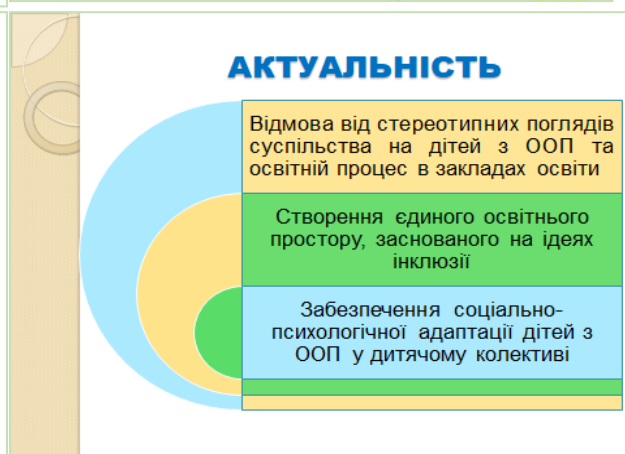 АКТУАЛЬНІСТЬ
Відмова від стереотипних поглядів
суспільства на дітей з ООП та
освітній процес в закладах освіти
Створення єдиного освітнього
простору, заснованого на ідеях
інклюзії
Забезпечення соціально-
психологічної адаптації дітей з
ООП у дитячому колективі